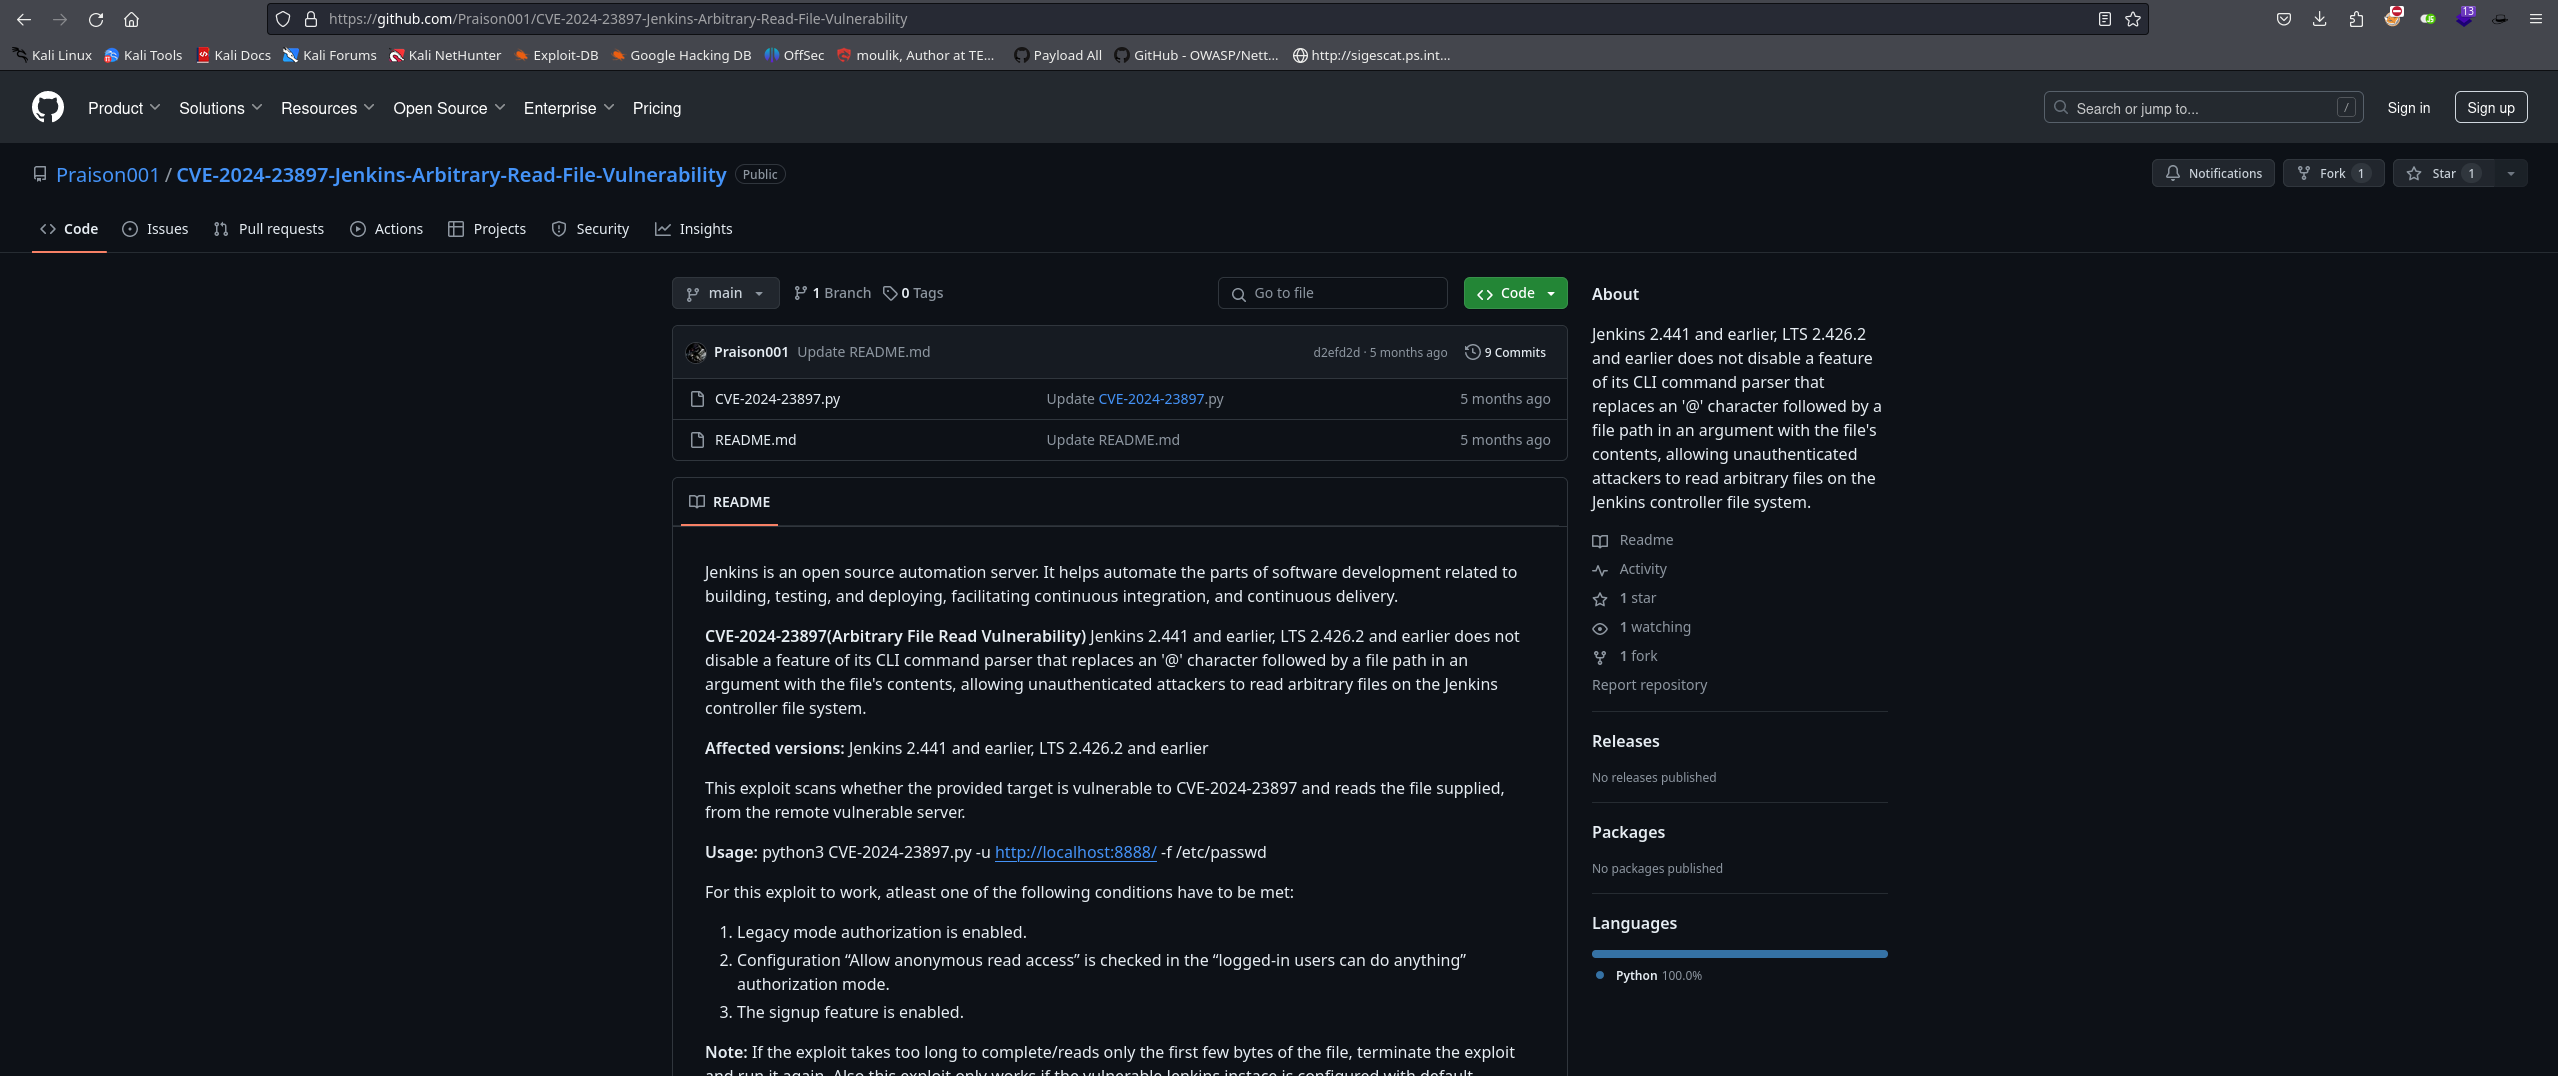 https://github.com/Praison001/CVE-2024-23897-Jenkins-Arbitrary-Read-File-Vulnerability
13
Kali Linux Kali Tools Kali Docs Kali Forums Kali NetHunter Exploit-DB Google Hacking DB OffSec moulik, Author at TE... Payload All GitHub - OWASP/Nett... http://sigescat.ps.int...
Product Solutions Resources Open Source Enterprise Pricing Search or jump to... / Sign in Sign up
Praison001 / CVE-2024-23897-Jenkins-Arbitrary-Read-File-Vulnerability Public Notifications Fork 1 Star 1
Code Issues Pull requests Actions Projects Security Insights
main 1 Branch 0 Tags Go to file Code
Praison001 Update README.md d2efd2d · 5 months ago 9 Commits
CVE-2024-23897.py Update CVE-2024-23897.py 5 months ago
README.md Update README.md 5 months ago
README
Jenkins is an open source automation server. It helps automate the parts of software development related to
building, testing, and deploying, facilitating continuous integration, and continuous delivery.
CVE-2024-23897(Arbitrary File Read Vulnerability) Jenkins 2.441 and earlier, LTS 2.426.2 and earlier does not
disable a feature of its CLI command parser that replaces an '@' character followed by a file path in an
argument with the file's contents, allowing unauthenticated attackers to read arbitrary files on the Jenkins
controller file system.
Affected versions: Jenkins 2.441 and earlier, LTS 2.426.2 and earlier
This exploit scans whether the provided target is vulnerable to CVE-2024-23897 and reads the file supplied,
from the remote vulnerable server.
Usage: python3 CVE-2024-23897.py -u http://localhost:8888/ -f /etc/passwd
For this exploit to work, atleast one of the following conditions have to be met:
1. Legacy mode authorization is enabled.
2. Configuration “Allow anonymous read access” is checked in the “logged-in users can do anything”
authorization mode.
3. The signup feature is enabled.
Note: If the exploit takes too long to complete/reads only the first few bytes of the file, terminate the exploit
and run it again. Also this exploit only works if the vulnerable Jenkins instace is configured with default
About
Jenkins 2.441 and earlier, LTS 2.426.2
and earlier does not disable a feature
of its CLI command parser that
replaces an '@' character followed by a
file path in an argument with the file's
contents, allowing unauthenticated
attackers to read arbitrary files on the
Jenkins controller file system.
Readme
Activity
1 star
1 watching
1 fork
Report repository
Releases
No releases published
Packages
No packages published
Languages
Python 100.0%